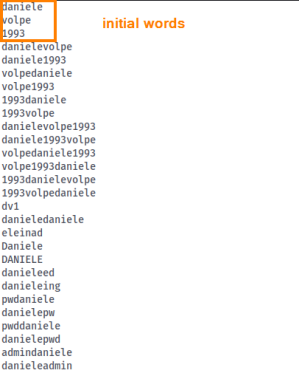 daniele
volpe
1993
initial words
danielevolpe
daniele1993
volpedaniele
volpe1993
1993daniele
1993volpe
danielevolpe1993
daniele1993volpe
volpedaniele1993
volpe1993daniele
1993danielevolpe
1993volpedaniele
dv1
danieledaniele
eleinad
Daniele
DANIELE
danieleed
danieleing
pwdaniele
danielepw
pwddaniele
danielepwd
admindaniele
danieleadmin